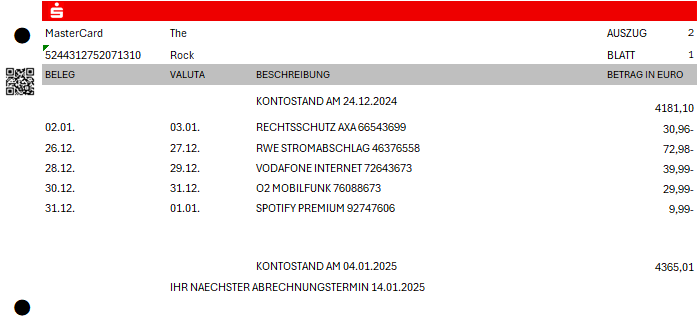 MasterCard The AUSZUG 2
5244312752071310 Rock BLATT 1
BELEG VALUTA BESCHREIBUNG BETRAG IN EURO
KONTOSTAND AM 24.12.2024 4181,10
02.01. 03.01. RECHTSSCHUTZ AXA 66543699 30,96-
26.12. 27.12. RWE STROMABSCHLAG 46376558 72,98-
28.12. 29.12. VODAFONE INTERNET 72643673 39,99-
30.12. 31.12. O2 MOBILFUNK 76088673 29,99-
31.12. 01.01. SPOTIFY PREMIUM 92747606 9,99-
KONTOSTAND AM 04.01.2025 4365,01
IHR NAECHSTER ABRECHNUNGSTERMIN 14.01.2025